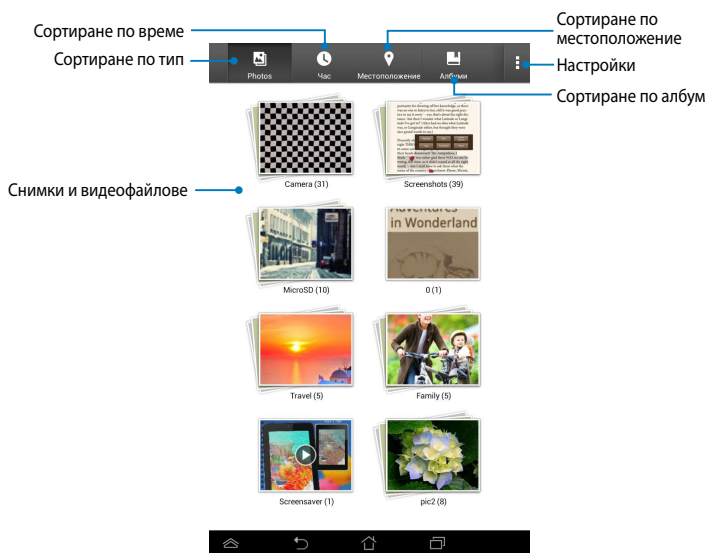 Сортиране по време
Сортиране по
местоположение
Сортиране по тип
Настройки
Photos
Час
Местоположение
Албуми
Сортиране по албум
Снимки и видеофайлове
Camera (31)
Screenshots (39)
Adventures
in Wonderland
MicroSD (10)
0 (1)
Travel (5)
Family (5)
Screensaver (1)
pic2 (8)